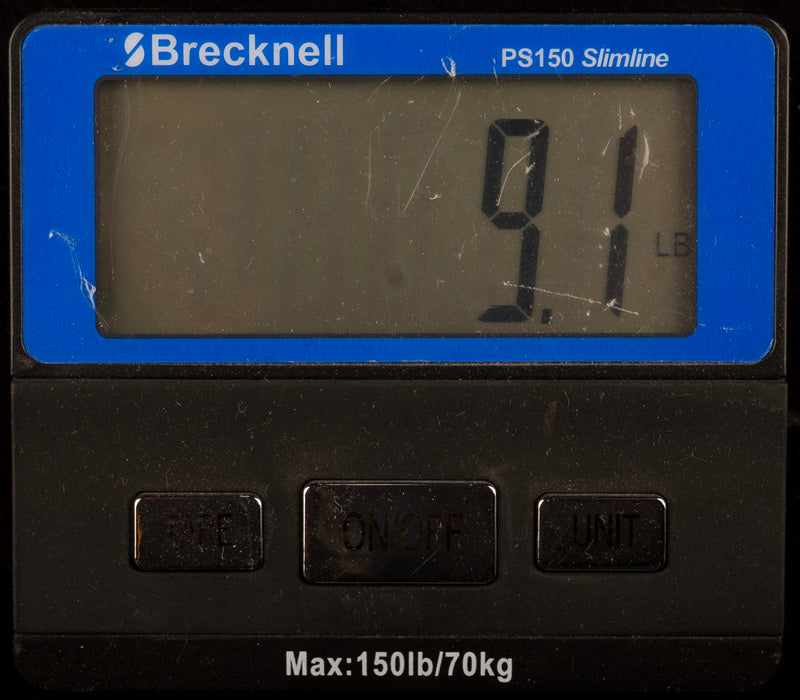 Brecknell
PS150 Slimline
9.1
LB
TARE
ON/OFF
UNIT
Max:150lb/70kg